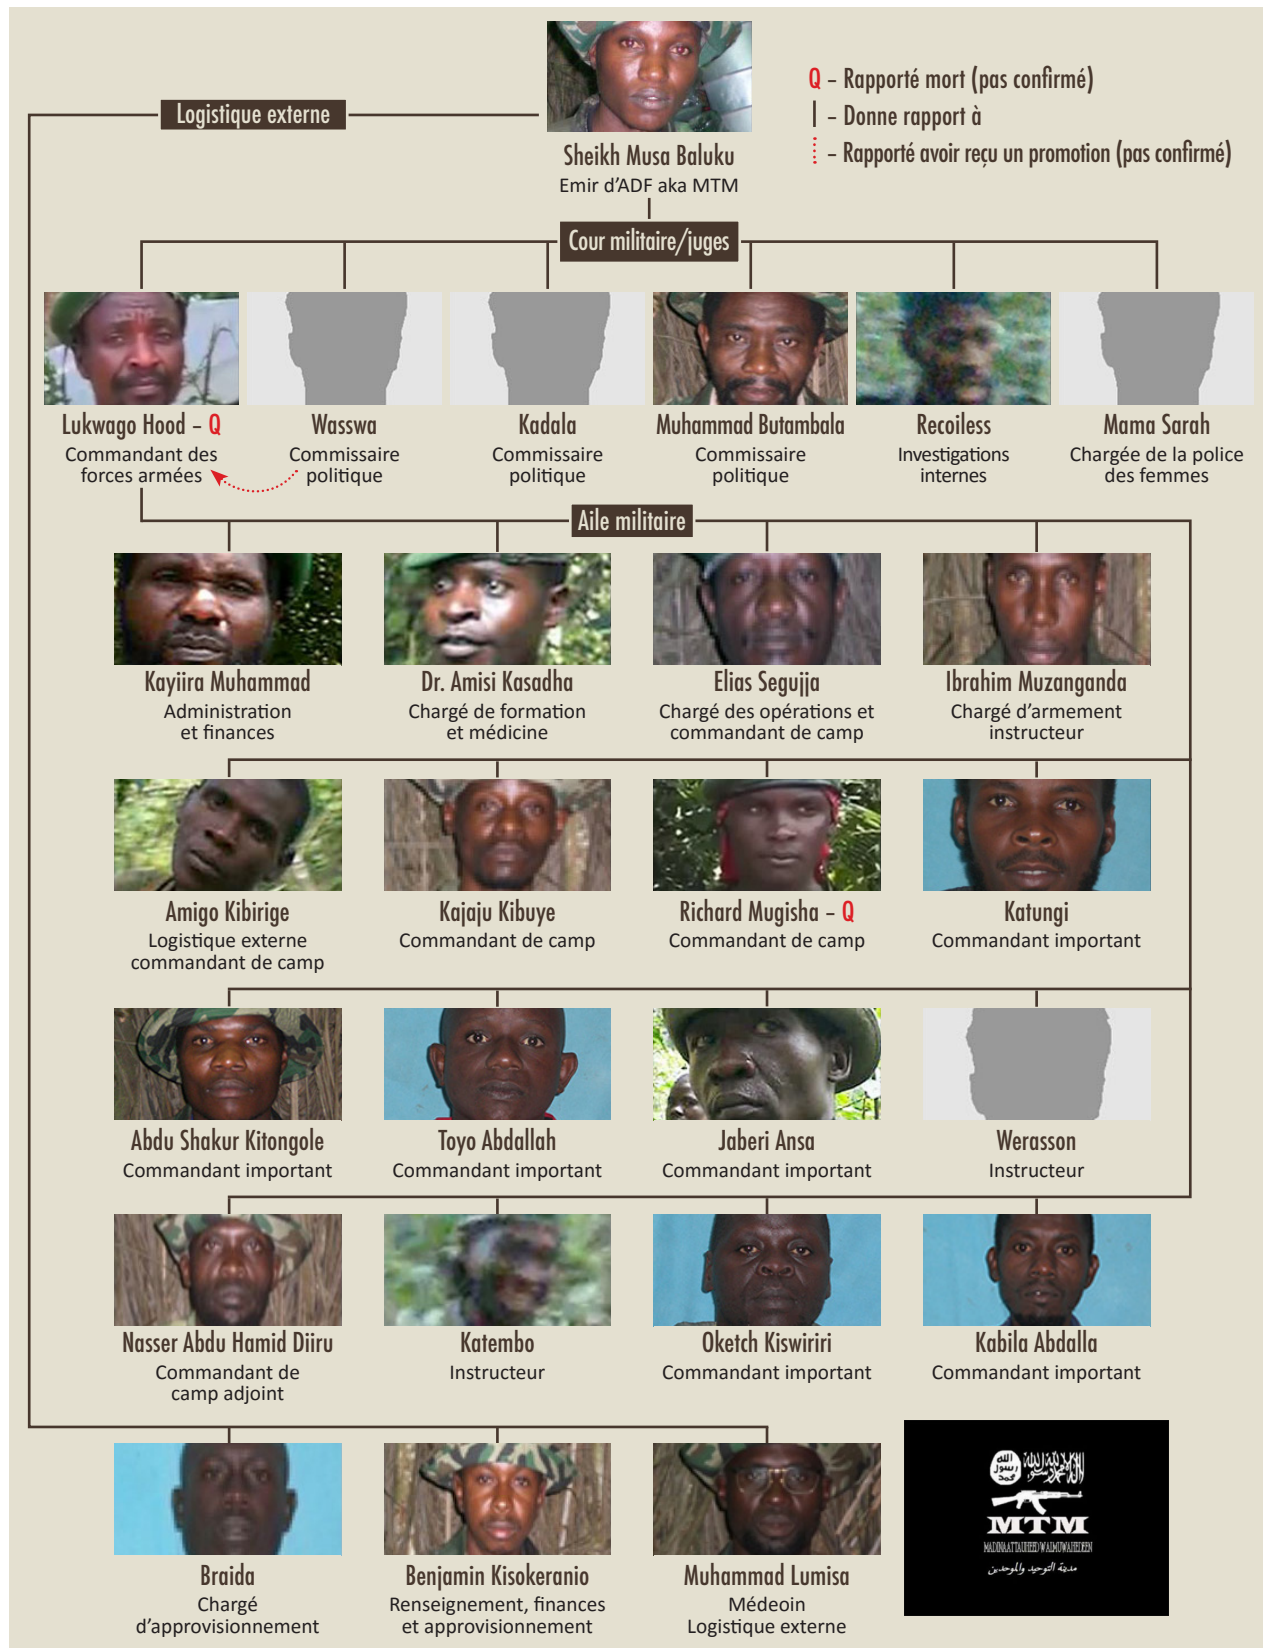 Logistique externe
Q – Rapporté mort (pas confirmé)
| – Donne rapport à
– Rapporté avoir reçu un promotion (pas confirmé)
Sheikh Musa Baluku
Emir d’ADF aka MTM
Cour militaire/juges
Lukwago Hood – Q
Commandant des
forces armées
Wasswa
Commissaire
politique
Kadala
Commissaire
politique
Muhammad Butambala
Commissaire
politique
Recoiless
Investigations
internes
Mama Sarah
Chargée de la police
des femmes
Aile militaire
Kayiira Muhammad
Administration
et finances
Dr. Amisi Kasadha
Chargé de formation
et médicine
Elias Segujja
Chargé des opérations et
commandant de camp
Ibrahim Muzanganda
Chargé d’armement
instructeur
Amigo Kibirige
Logistique externe
commandant de camp
Kajaju Kibuye
Commandant de camp
Richard Mugisha – Q
Commandant de camp
Katungi
Commandant important
Abdu Shakur Kitongole
Commandant important
Toyo Abdallah
Commandant important
Jaberi Ansa
Commandant important
Werasson
Instructeur
Nasser Abdu Hamid Diiru
Commandant de
camp adjoint
Katembo
Instructeur
Oketch Kiswiriri
Commandant important
Kabila Abdalla
Commandant important
Braida
Chargé
d’approvisionnement
Benjamin Kisokeranio
Renseignement, finances
et approvisionnement
Muhammad Lumisa
Médeoin
Logistique externe
الله
رسول
محمد
MTM
MADINAATTAUHEEDWALMUWAHEDEEN
مدينة التوحيد والموحدين